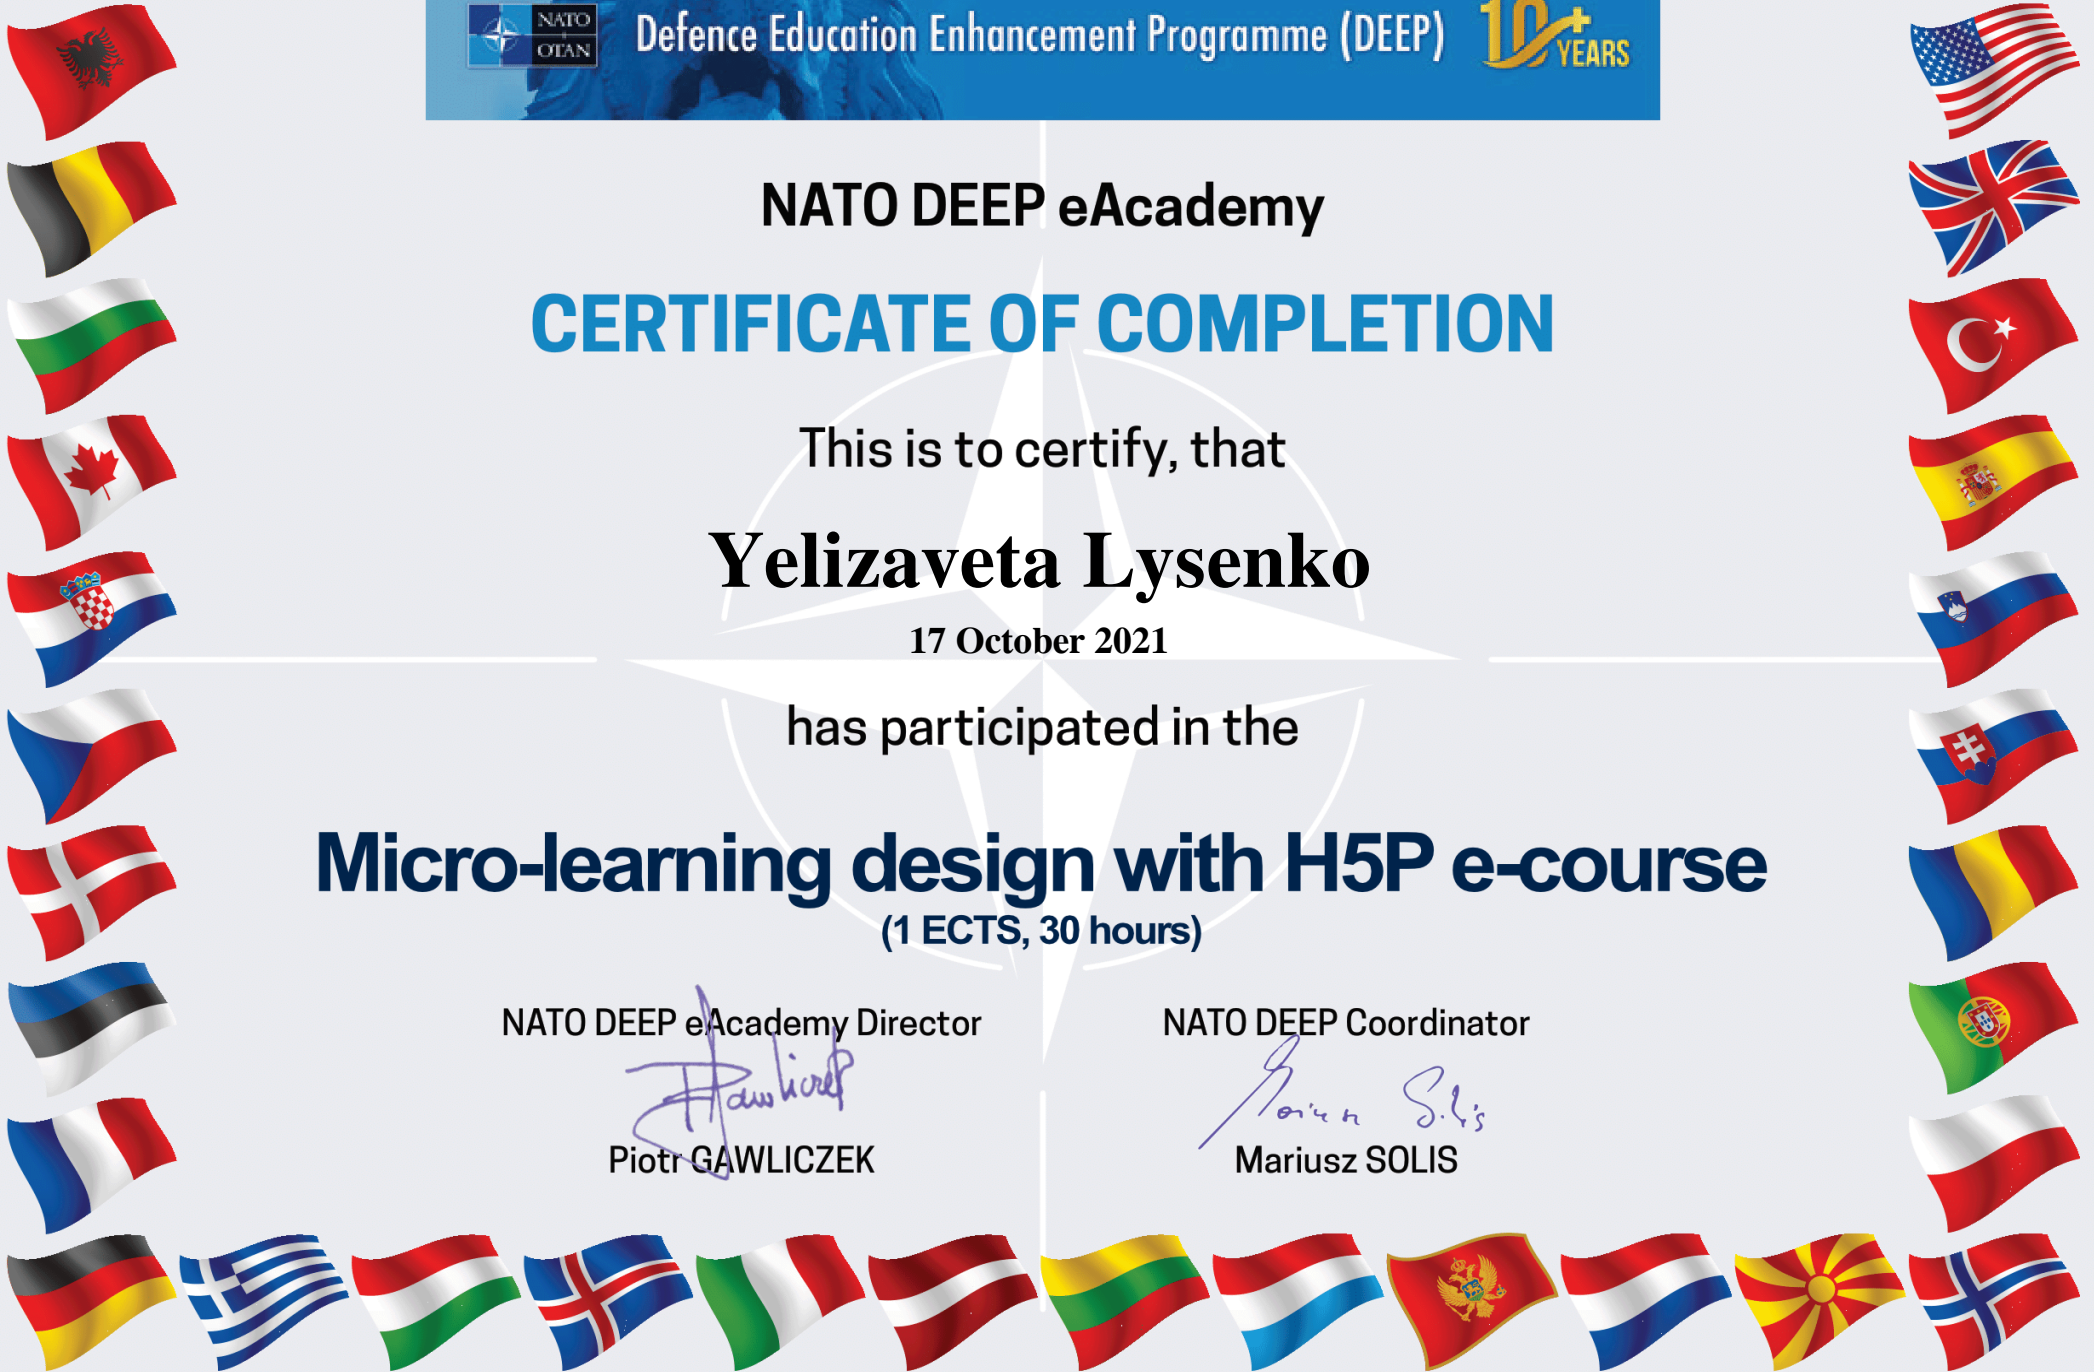 NATO
OTAN
Defence Education Enhancement Programme (DEEP)
10+
YEARS
NATO DEEP eAcademy
CERTIFICATE OF COMPLETION
This is to certify, that
Yelizaveta Lysenko
17 October 2021
has participated in the
Micro-learning design with H5P e-course
(1 ECTS, 30 hours)
NATO DEEP eAcademy Director
NATO DEEP Coordinator
Piotr GAWLICZEK
Mariusz SOLIS